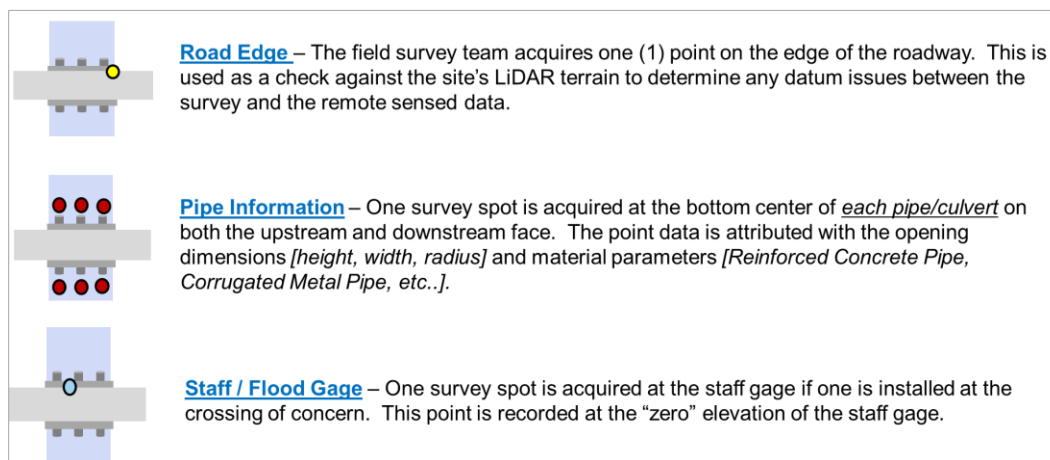 Road Edge – The field survey team acquires one (1) point on the edge of the roadway. This is
used as a check against the site's LiDAR terrain to determine any datum issues between the
survey and the remote sensed data.
Pipe Information – One survey spot is acquired at the bottom center of each pipe/culvert on
both the upstream and downstream face. The point data is attributed with the opening
dimensions [height, width, radius] and material parameters [Reinforced Concrete Pipe,
Corrugated Metal Pipe, etc..].
Staff / Flood Gage – One survey spot is acquired at the staff gage if one is installed at the
crossing of concern. This point is recorded at the “zero” elevation of the staff gage.